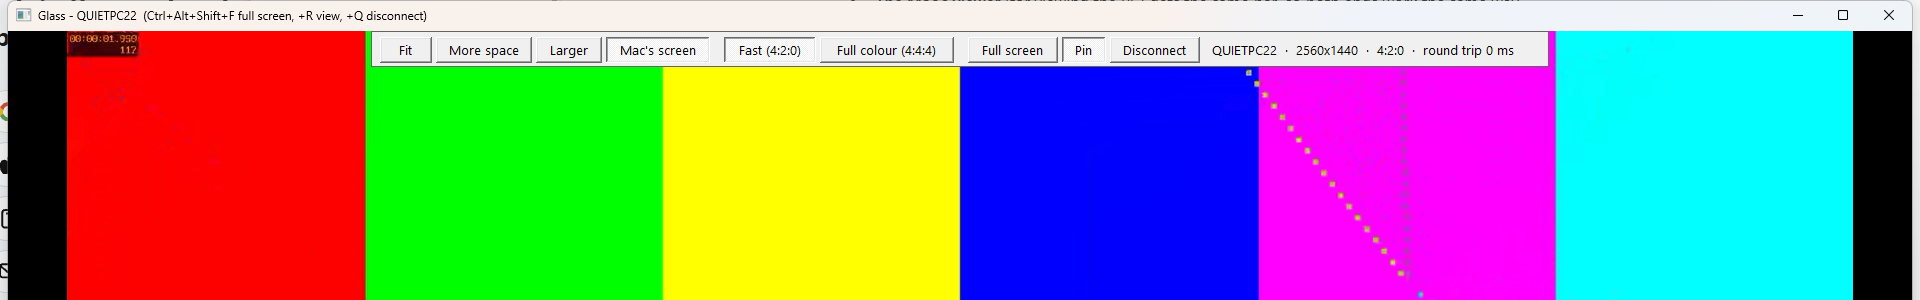 Glass - QUIETPC22 (Ctrl+Alt+Shift+F full screen, +R view, +Q disconnect)
00:00:01.950
117
Fit
More space
Larger
Mac's screen
Fast (4:2:0)
Full colour (4:4:4)
Full screen
Pin
Disconnect
QUIETPC22 · 2560x1440 · 4:2:0 · round trip 0 ms